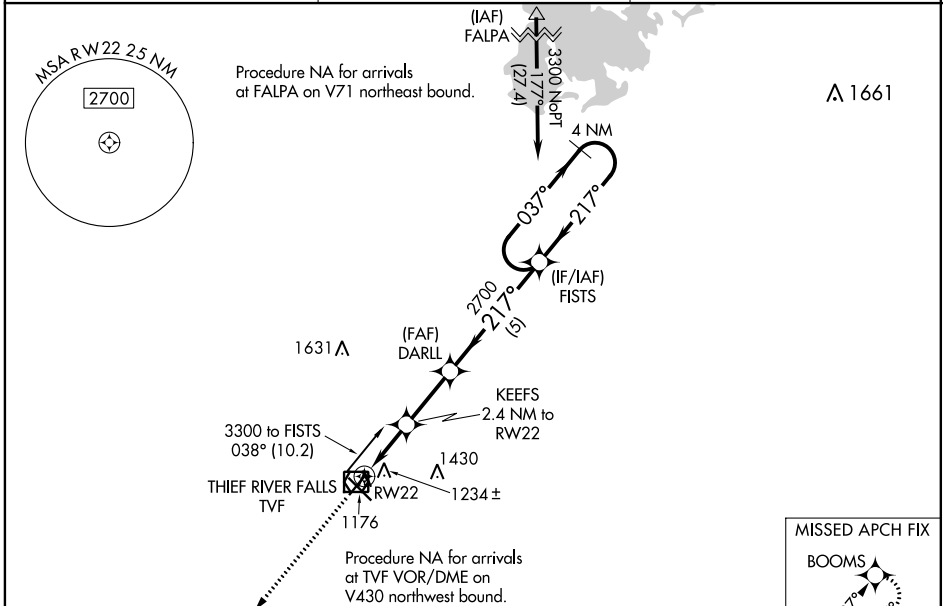 MSA RW22 25 NM
2700
Procedure NA for arrivals
at FALPA on V71 northeast bound.
(IAF)
FALPA
3300 NoPT
177°
(27.4)
1661
4 NM
037°
217°
(IF/IAF)
FISTS
2700
217°
(5)
(FAF)
DARLL
1631
KEEFS
2.4 NM to
RW22
3300 to FISTS
038° (10.2)
1430
THIEF RIVER FALLS
TVF
RW22
1234 ±
1176
Procedure NA for arrivals
at TVF VOR/DME on
V430 northwest bound.
MISSED APCH FIX
BOOMS